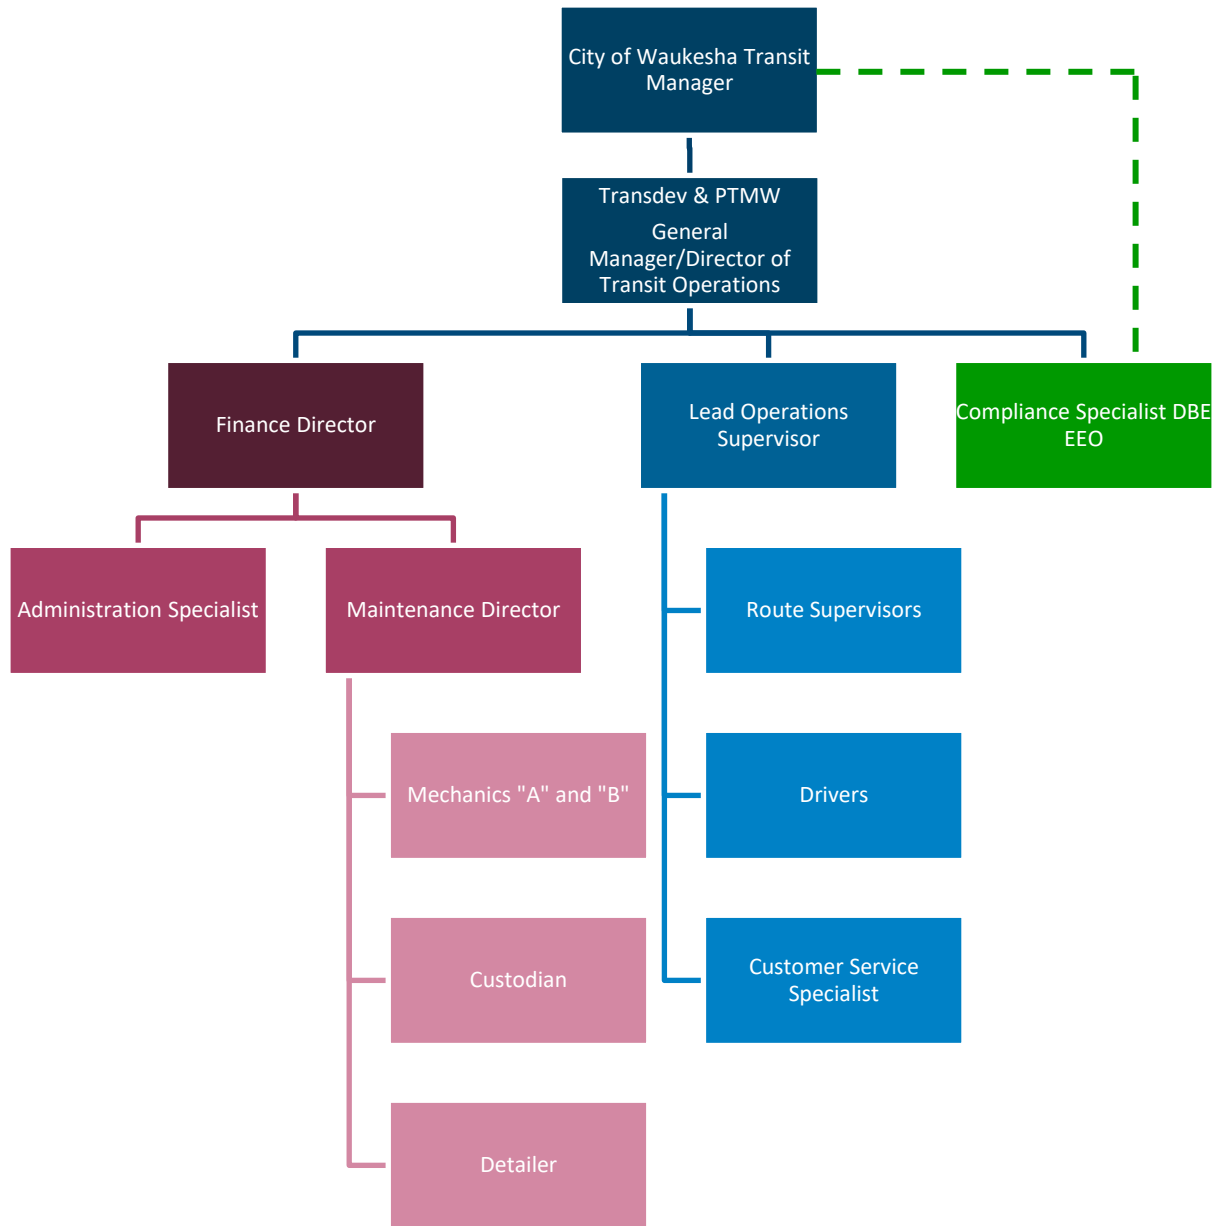 City of Waukesha Transit
Manager
Transdev & PTMW
General
Manager/Director of
Transit Operations
Finance Director
Lead Operations
Supervisor
Compliance Specialist DBE
EEO
Administration Specialist
Maintenance Director
Route Supervisors
Mechanics "A" and "B"
Drivers
Custodian
Customer Service
Specialist
Detailer